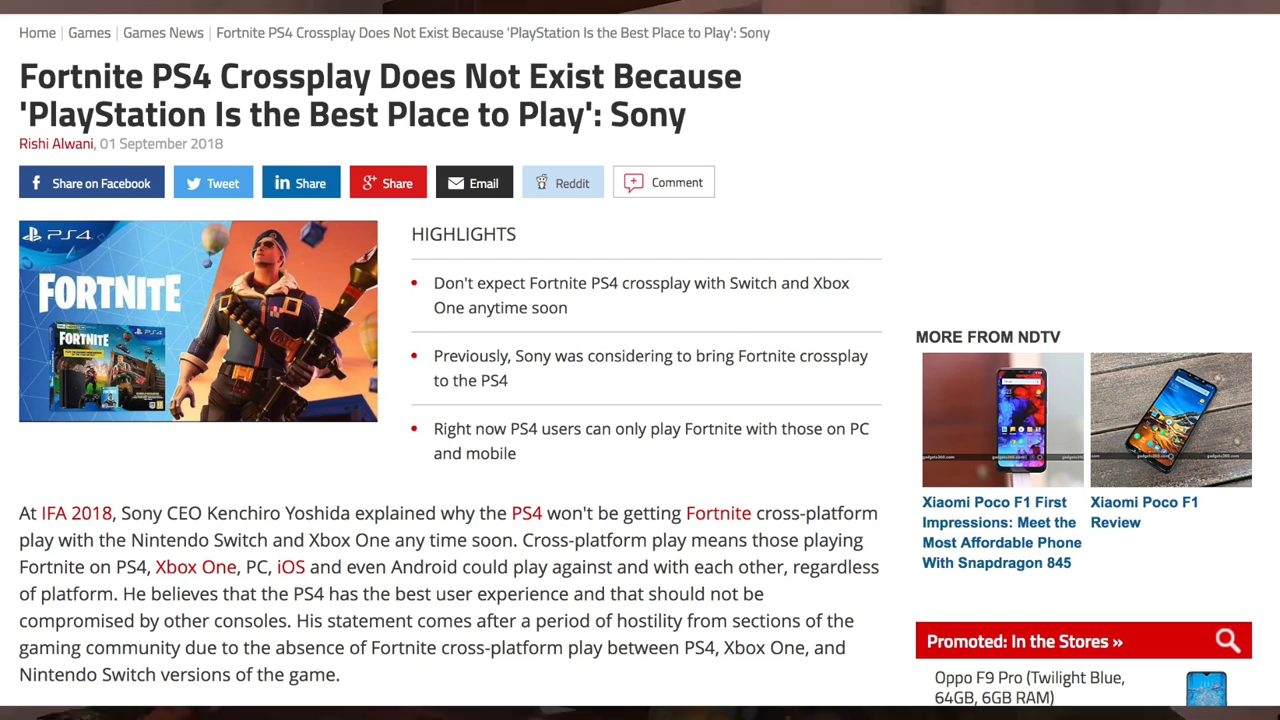 Home | Games | Games News | Fortnite PS4 Crossplay Does Not Exist Because 'PlayStation Is the Best Place to Play': Sony
Fortnite PS4 Crossplay Does Not Exist Because
'PlayStation Is the Best Place to Play': Sony
Rishi Alwani, 01 September 2018
f Share on Facebook
Tweet
in Share
g+ Share
Email
Reddit
Comment
PS4
FORTNITE
FORTNITE
PS4
HIGHLIGHTS
• Don't expect Fortnite PS4 crossplay with Switch and Xbox
One anytime soon
• Previously, Sony was considering to bring Fortnite crossplay
to the PS4
• Right now PS4 users can only play Fortnite with those on PC
and mobile
At IFA 2018, Sony CEO Kenchiro Yoshida explained why the PS4 won't be getting Fortnite cross-platform
play with the Nintendo Switch and Xbox One any time soon. Cross-platform play means those playing
Fortnite on PS4, Xbox One, PC, iOS and even Android could play against and with each other, regardless
of platform. He believes that the PS4 has the best user experience and that should not be
compromised by other consoles. His statement comes after a period of hostility from sections of the
gaming community due to the absence of Fortnite cross-platform play between PS4, Xbox One, and
Nintendo Switch versions of the game.
MORE FROM NDTV
gadgets360.com
gadgets360.com
Xiaomi Poco F1 First
Impressions: Meet the
Most Affordable Phone
With Snapdragon 845
Xiaomi Poco F1
Review
Promoted: In the Stores »
Oppo F9 Pro (Twilight Blue,
64GB, 6GB RAM)